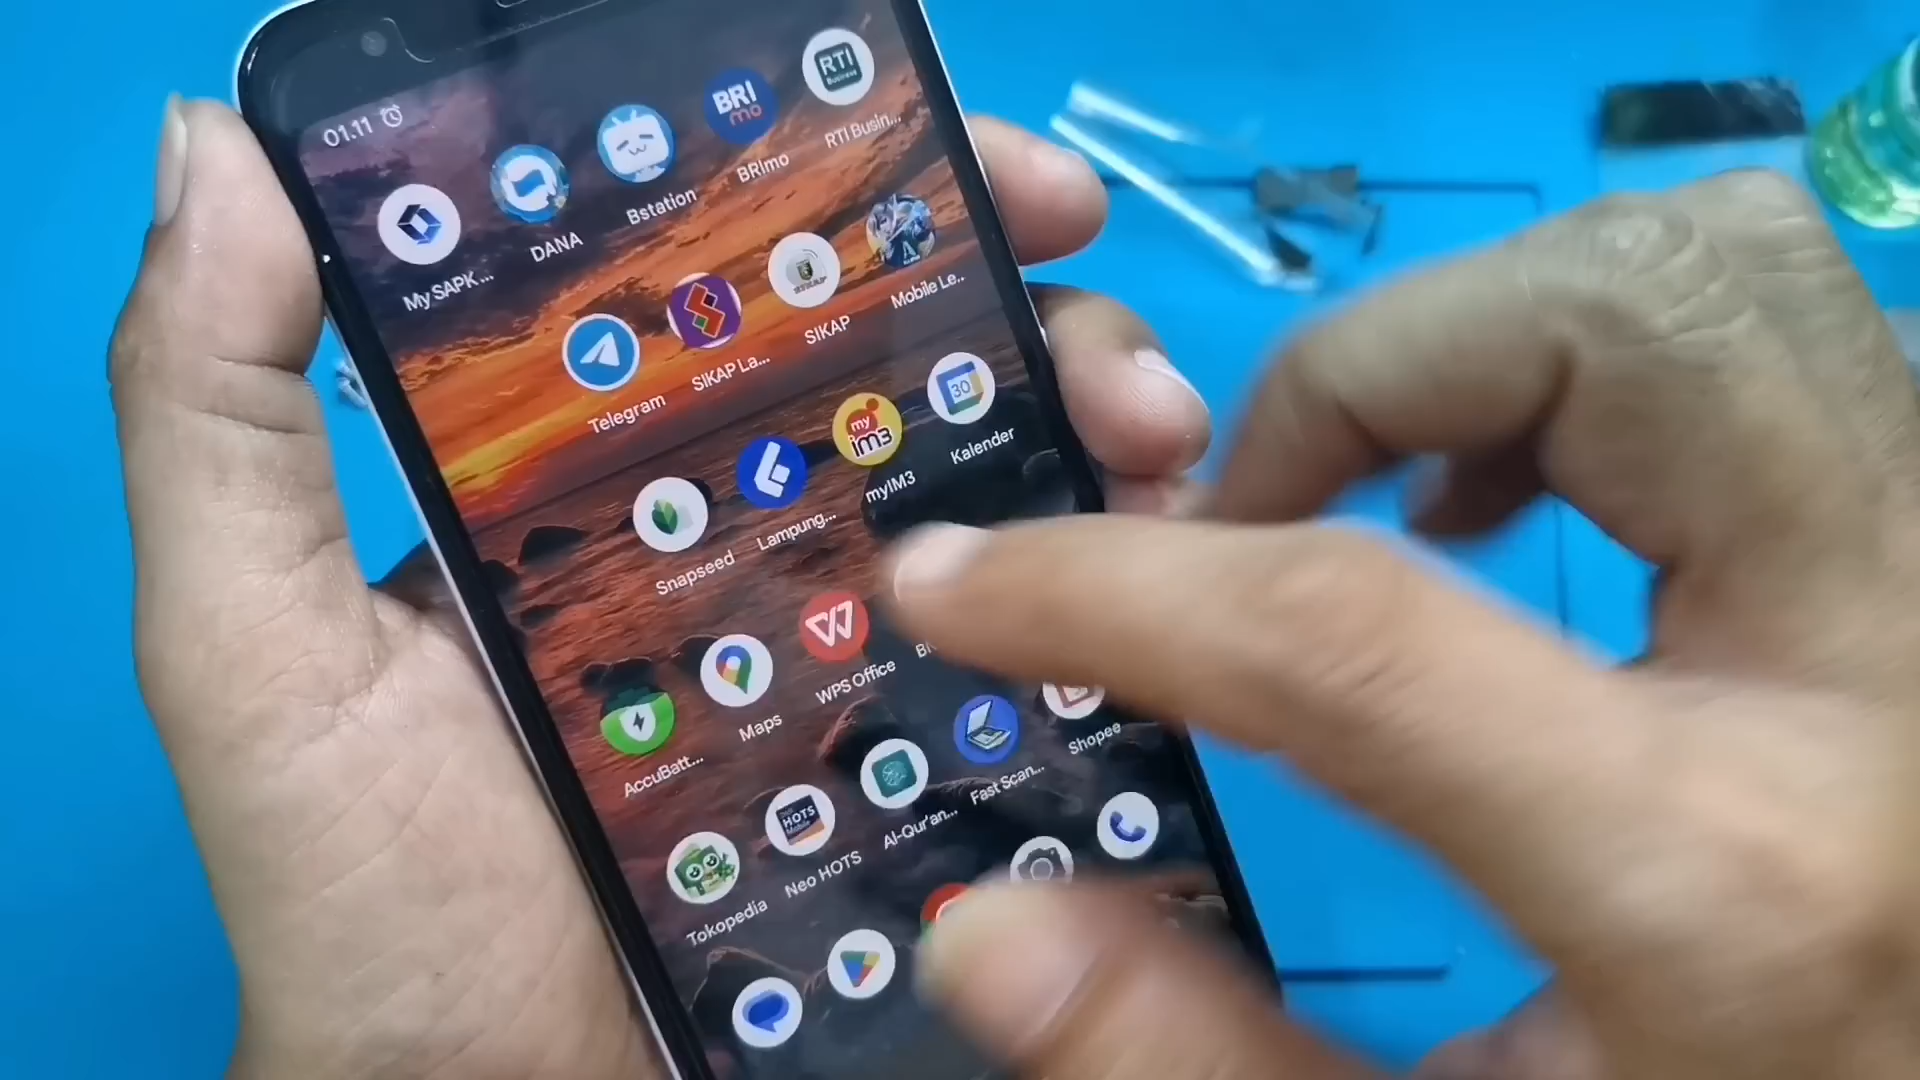 01.11
My SAPK...
DANA
Bstation
BRI
mo
BRImo
RTI
Business
RTI Busin...
Telegram
SIKAP La...
SIKAP
Mobile Le..
Snapseed
Lampung...
my
im3
myIM3
30
Kalender
AccuBatt...
Maps
WPS Office
Shopee
Tokopedia
HOTS
Mobile
Neo HOTS
Al-Qur'an...
Fast Scan...